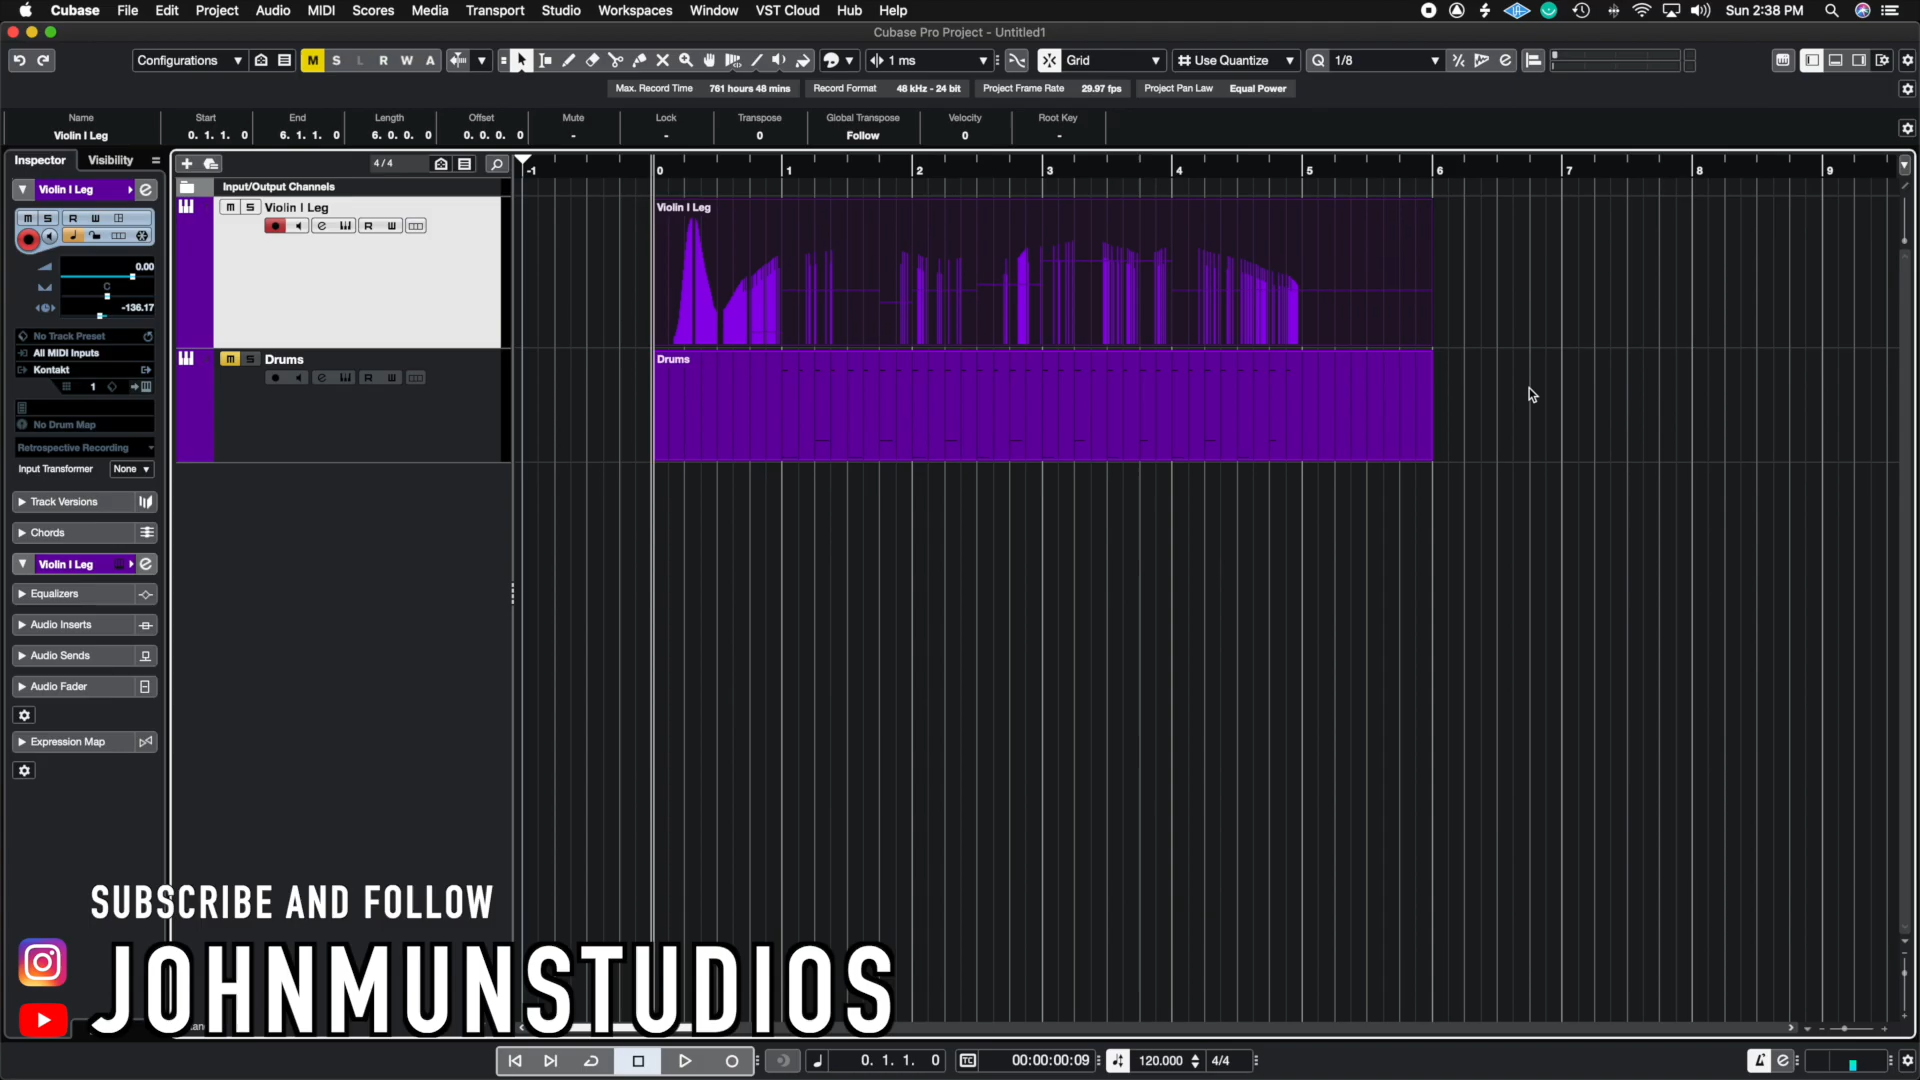 Cubase File Edit Project Audio MIDI Scores Media Transport Studio Workspaces Window VST Cloud Hub Help
Sun 2:38 PM
Cubase Pro Project - Untitled1
Configurations
M S L R W A
1 ms
Grid
Use Quantize
Q 1/8
Max. Record Time 761 hours 48 mins
Record Format 48 kHz - 24 bit
Project Frame Rate 29.97 fps
Project Pan Law Equal Power
Name Start End Length Offset Mute Lock Transpose Global Transpose Velocity Root Key
Violin I Leg 0. 1. 1. 0 6. 1. 1. 0 6. 0. 0. 0 0. 0. 0. 0 - - 0 Follow 0 -
Inspector Visibility
4/4
-1 0 1 2 3 4 5 6 7 8 9
Violin I Leg
Input/Output Channels
m S R W
m S Violin I Leg
R W
Violin I Leg
0.00
C
-136.17
No Track Preset
All MIDI Inputs
Kontakt
1
m S Drums
R W
Drums
No Drum Map
Retrospective Recording
Input Transformer None
Track Versions
Chords
Violin I Leg
Equalizers
Audio Inserts
Audio Sends
Audio Fader
Expression Map
SUBSCRIBE AND FOLLOW
JOHNMUNSTUDIOS
0. 1. 1. 0
TC 00:00:00:09
120.000
4/4